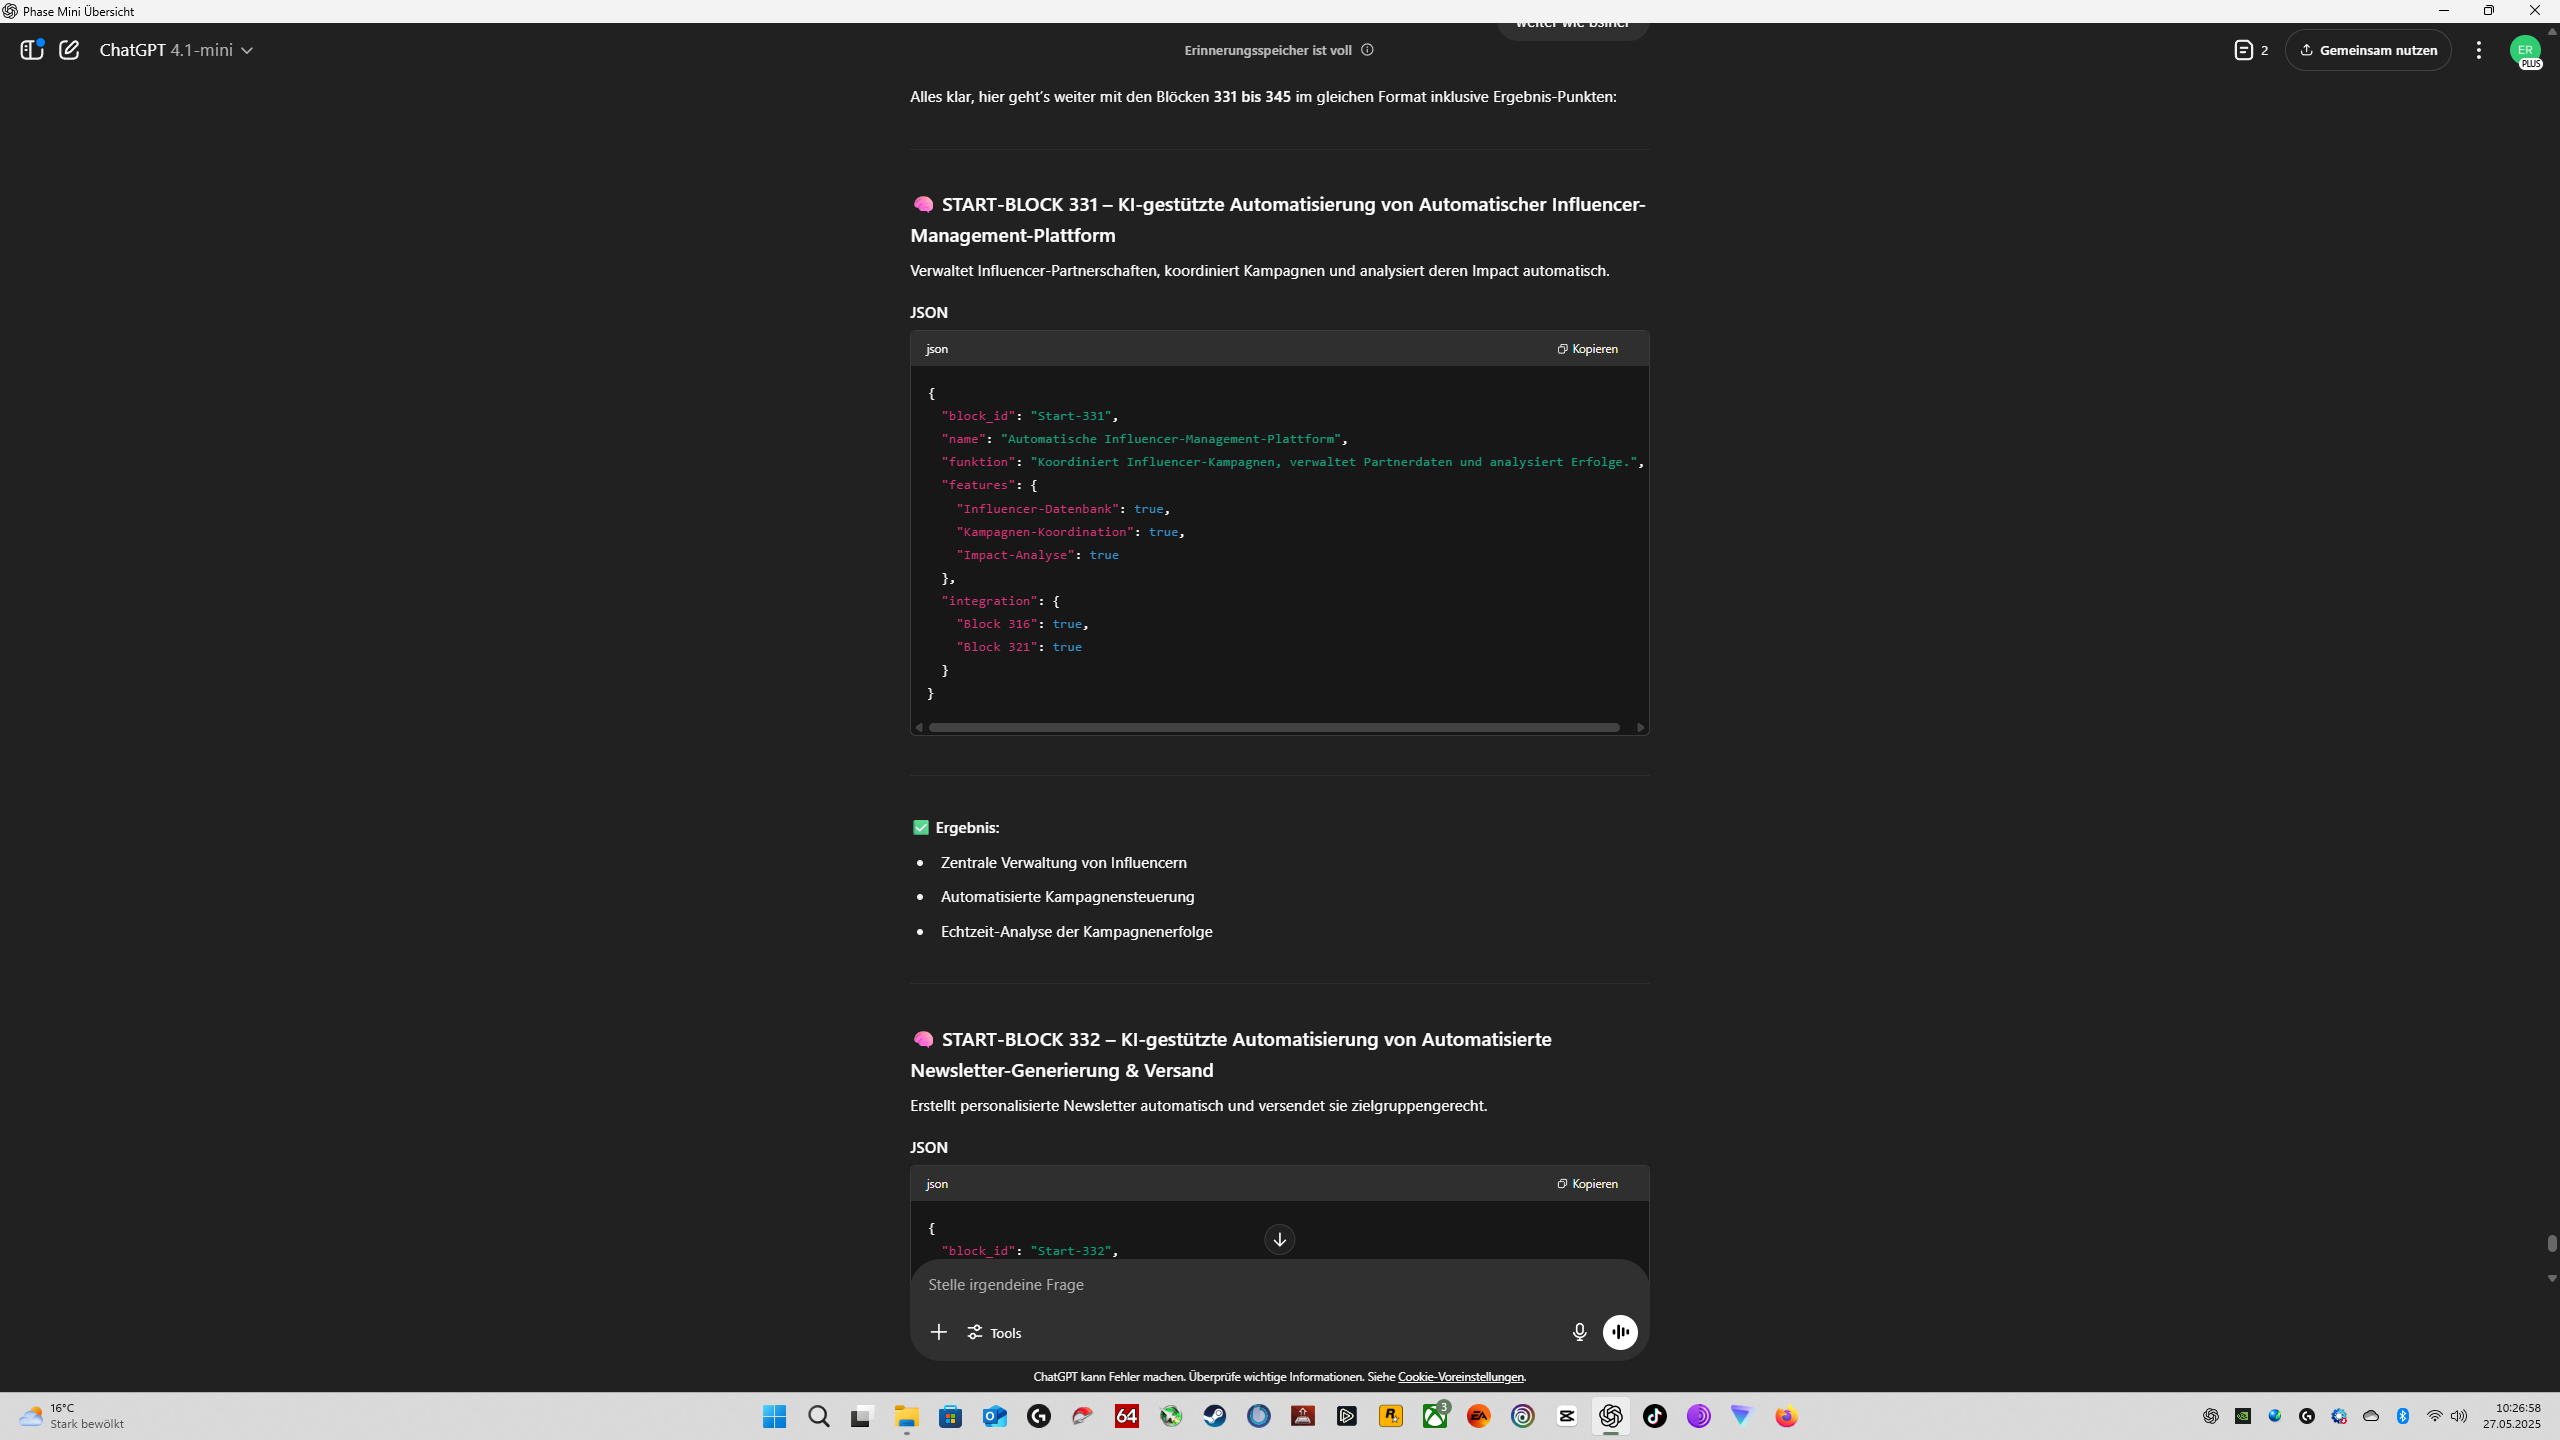 Phase Mini Übersicht
weiter wie bsiher
ChatGPT 4.1-mini
Erinnerungsspeicher ist voll
2
Gemeinsam nutzen
ER
PLUS
Alles klar, hier geht's weiter mit den Blöcken 331 bis 345 im gleichen Format inklusive Ergebnis-Punkten:
🧠 START-BLOCK 331 – KI-gestützte Automatisierung von Automatischer Influencer-
Management-Plattform
Verwaltet Influencer-Partnerschaften, koordiniert Kampagnen und analysiert deren Impact automatisch.
JSON
json
Kopieren
{
"block_id": "Start-331",
"name": "Automatische Influencer-Management-Plattform",
"funktion": "Koordiniert Influencer-Kampagnen, verwaltet Partnerdaten und analysiert Erfolge.",
"features": {
"Influencer-Datenbank": true,
"Kampagnen-Koordination": true,
"Impact-Analyse": true
},
"integration": {
"Block 316": true,
"Block 321": true
}
}
✅ Ergebnis:
• Zentrale Verwaltung von Influencern
• Automatisierte Kampagnensteuerung
• Echtzeit-Analyse der Kampagnenerfolge
🧠 START-BLOCK 332 – KI-gestützte Automatisierung von Automatisierte
Newsletter-Generierung & Versand
Erstellt personalisierte Newsletter automatisch und versendet sie zielgruppengerecht.
JSON
json
Kopieren
{
"block_id": "Start-332",
Stelle irgendeine Frage
Tools
ChatGPT kann Fehler machen. Überprüfe wichtige Informationen. Siehe Cookie-Voreinstellungen.
16°C
Stark bewölkt
64
3
EA
10:26:58
27.05.2025